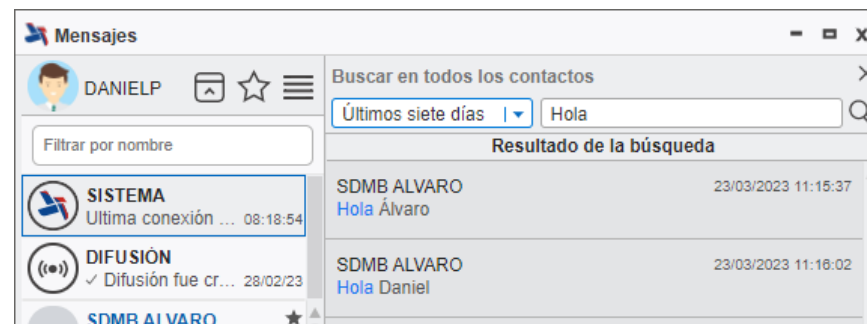 Mensajes
DANIELP
Filtrar por nombre
SISTEMA
Ultima conexión ... 08:18:54
DIFUSIÓN
✓ Difusión fue cr... 28/02/23
SDMB ALVARO
Buscar en todos los contactos
Últimos siete días
Hola
Resultado de la búsqueda
SDMB ALVARO 23/03/2023 11:15:37
Hola Álvaro
SDMB ALVARO 23/03/2023 11:16:02
Hola Daniel